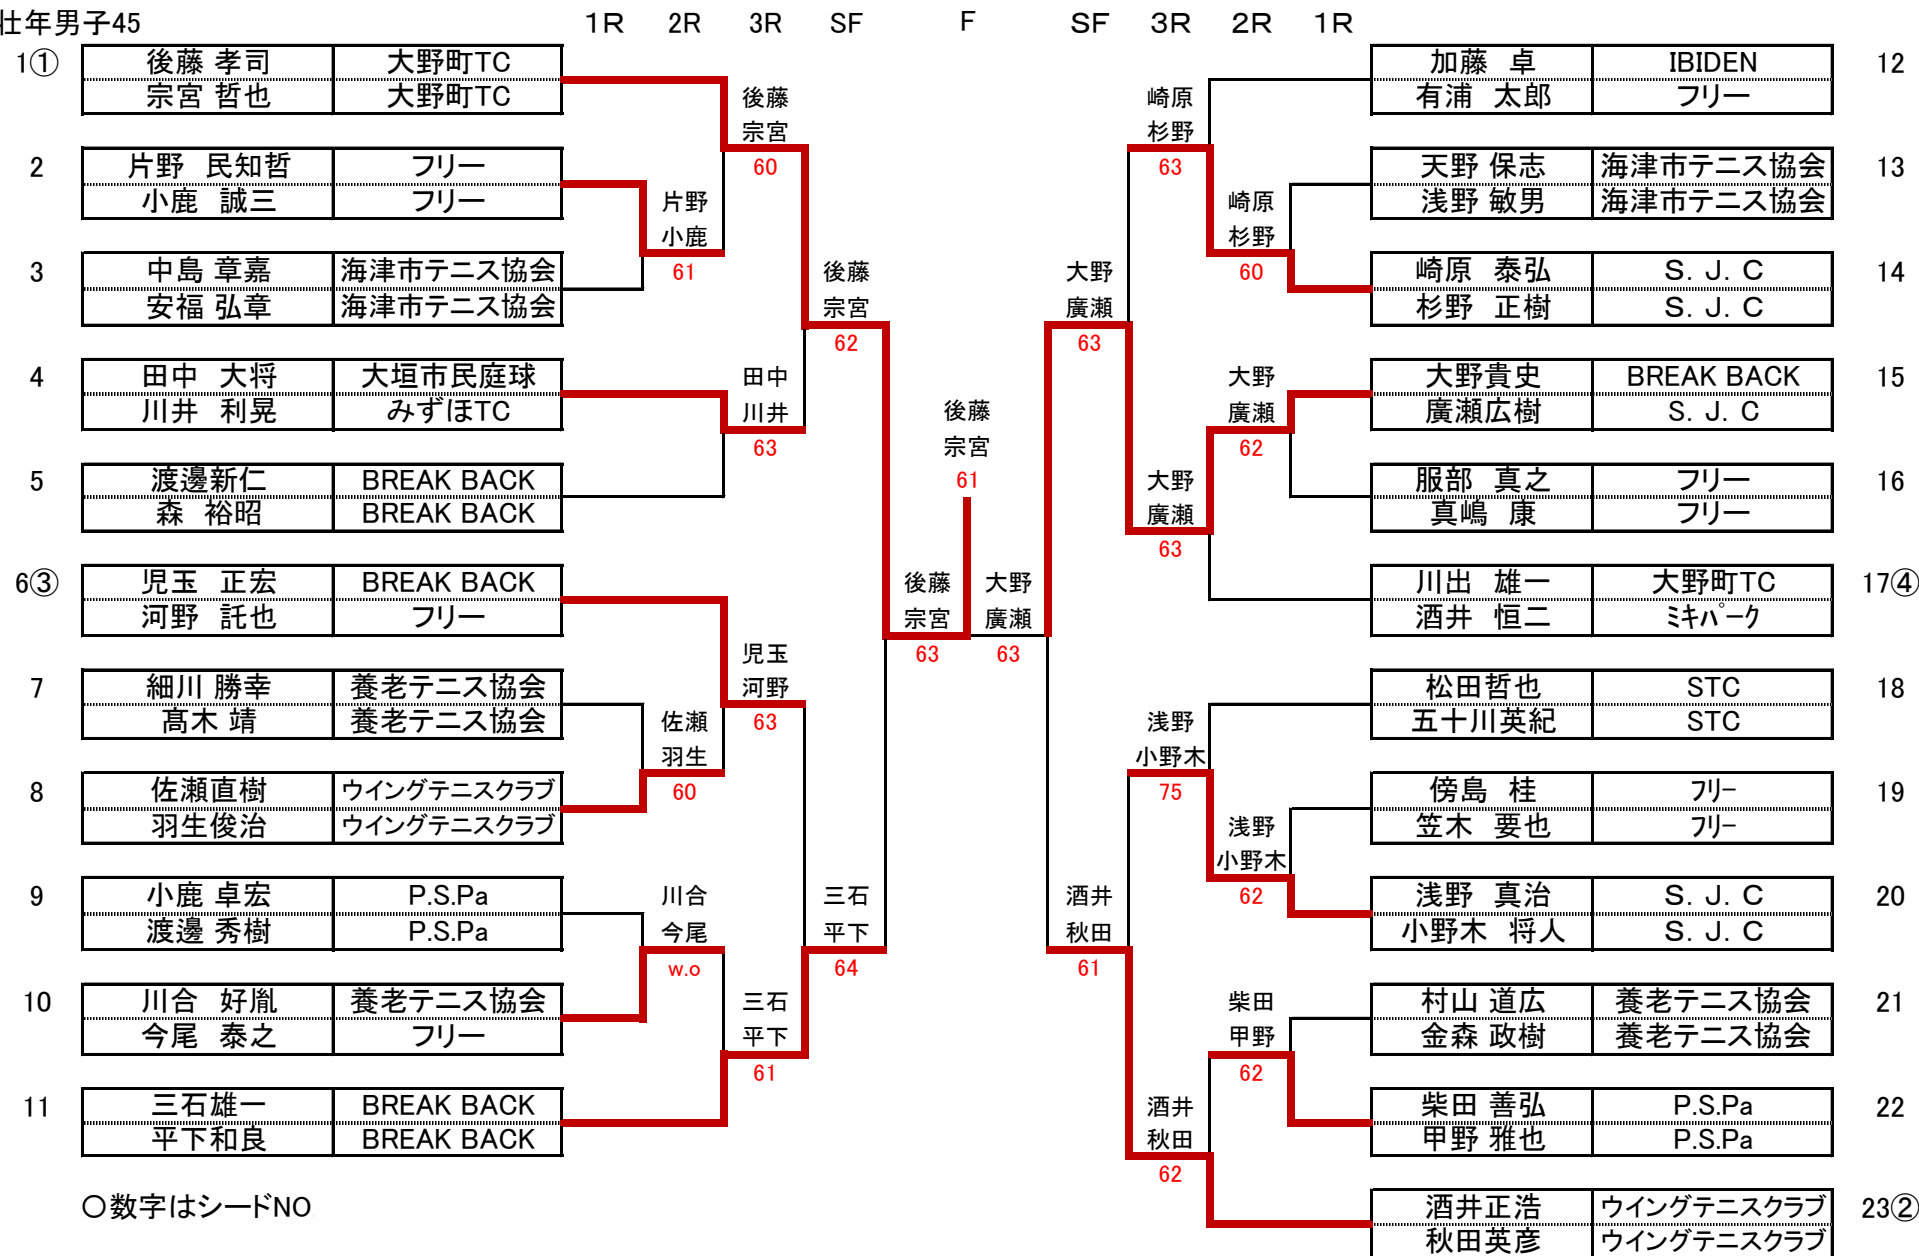 壮年男子45 1R 2R 3R SF F SF 3R 2R 1R
1① 後藤 孝司 大野町TC
宗宮 哲也 大野町TC
2 片野 民知哲 フリー
小鹿 誠三 フリー
3 中島 章嘉 海津市テニス協会
安福 弘章 海津市テニス協会
4 田中 大将 大垣市民庭球
川井 利晃 みずほTC
5 渡邊新仁 BREAK BACK
森 裕昭 BREAK BACK
6③ 児玉 正宏 BREAK BACK
河野 託也 フリー
7 細川 勝幸 養老テニス協会
髙木 靖 養老テニス協会
8 佐瀬直樹 ウイングテニスクラブ
羽生俊治 ウイングテニスクラブ
9 小鹿 卓宏 P.S.Pa
渡邊 秀樹 P.S.Pa
10 川合 好胤 養老テニス協会
今尾 泰之 フリー
11 三石雄一 BREAK BACK
平下和良 BREAK BACK
〇数字はシードNO
片野
小鹿
61
佐瀬
羽生
60
川合
今尾
w.o
後藤
宗宮
60
田中
川井
63
児玉
河野
63
三石
平下
61
後藤
宗宮
62
三石
平下
64
後藤
宗宮
63
後藤
宗宮
61
大野
廣瀬
63
大野
廣瀬
63
酒井
秋田
61
崎原
杉野
63
大野
廣瀬
63
浅野
小野木
75
酒井
秋田
62
崎原
杉野
60
大野
廣瀬
62
浅野
小野木
62
柴田
甲野
62
加藤 卓 IBIDEN 12
有浦 太郎 フリー
天野 保志 海津市テニス協会 13
浅野 敏男 海津市テニス協会
崎原 泰弘 S. J. C 14
杉野 正樹 S. J. C
大野貴史 BREAK BACK 15
廣瀬広樹 S. J. C
服部 真之 フリー 16
真嶋 康 フリー
川出 雄一 大野町TC 17④
酒井 恒二 ミキパーク
松田哲也 STC 18
五十川英紀 STC
傍島 桂 フリー 19
笠木 要也 フリー
浅野 真治 S. J. C 20
小野木 将人 S. J. C
村山 道広 養老テニス協会 21
金森 政樹 養老テニス協会
柴田 善弘 P.S.Pa 22
甲野 雅也 P.S.Pa
酒井正浩 ウイングテニスクラブ 23②
秋田英彦 ウイングテニスクラブ